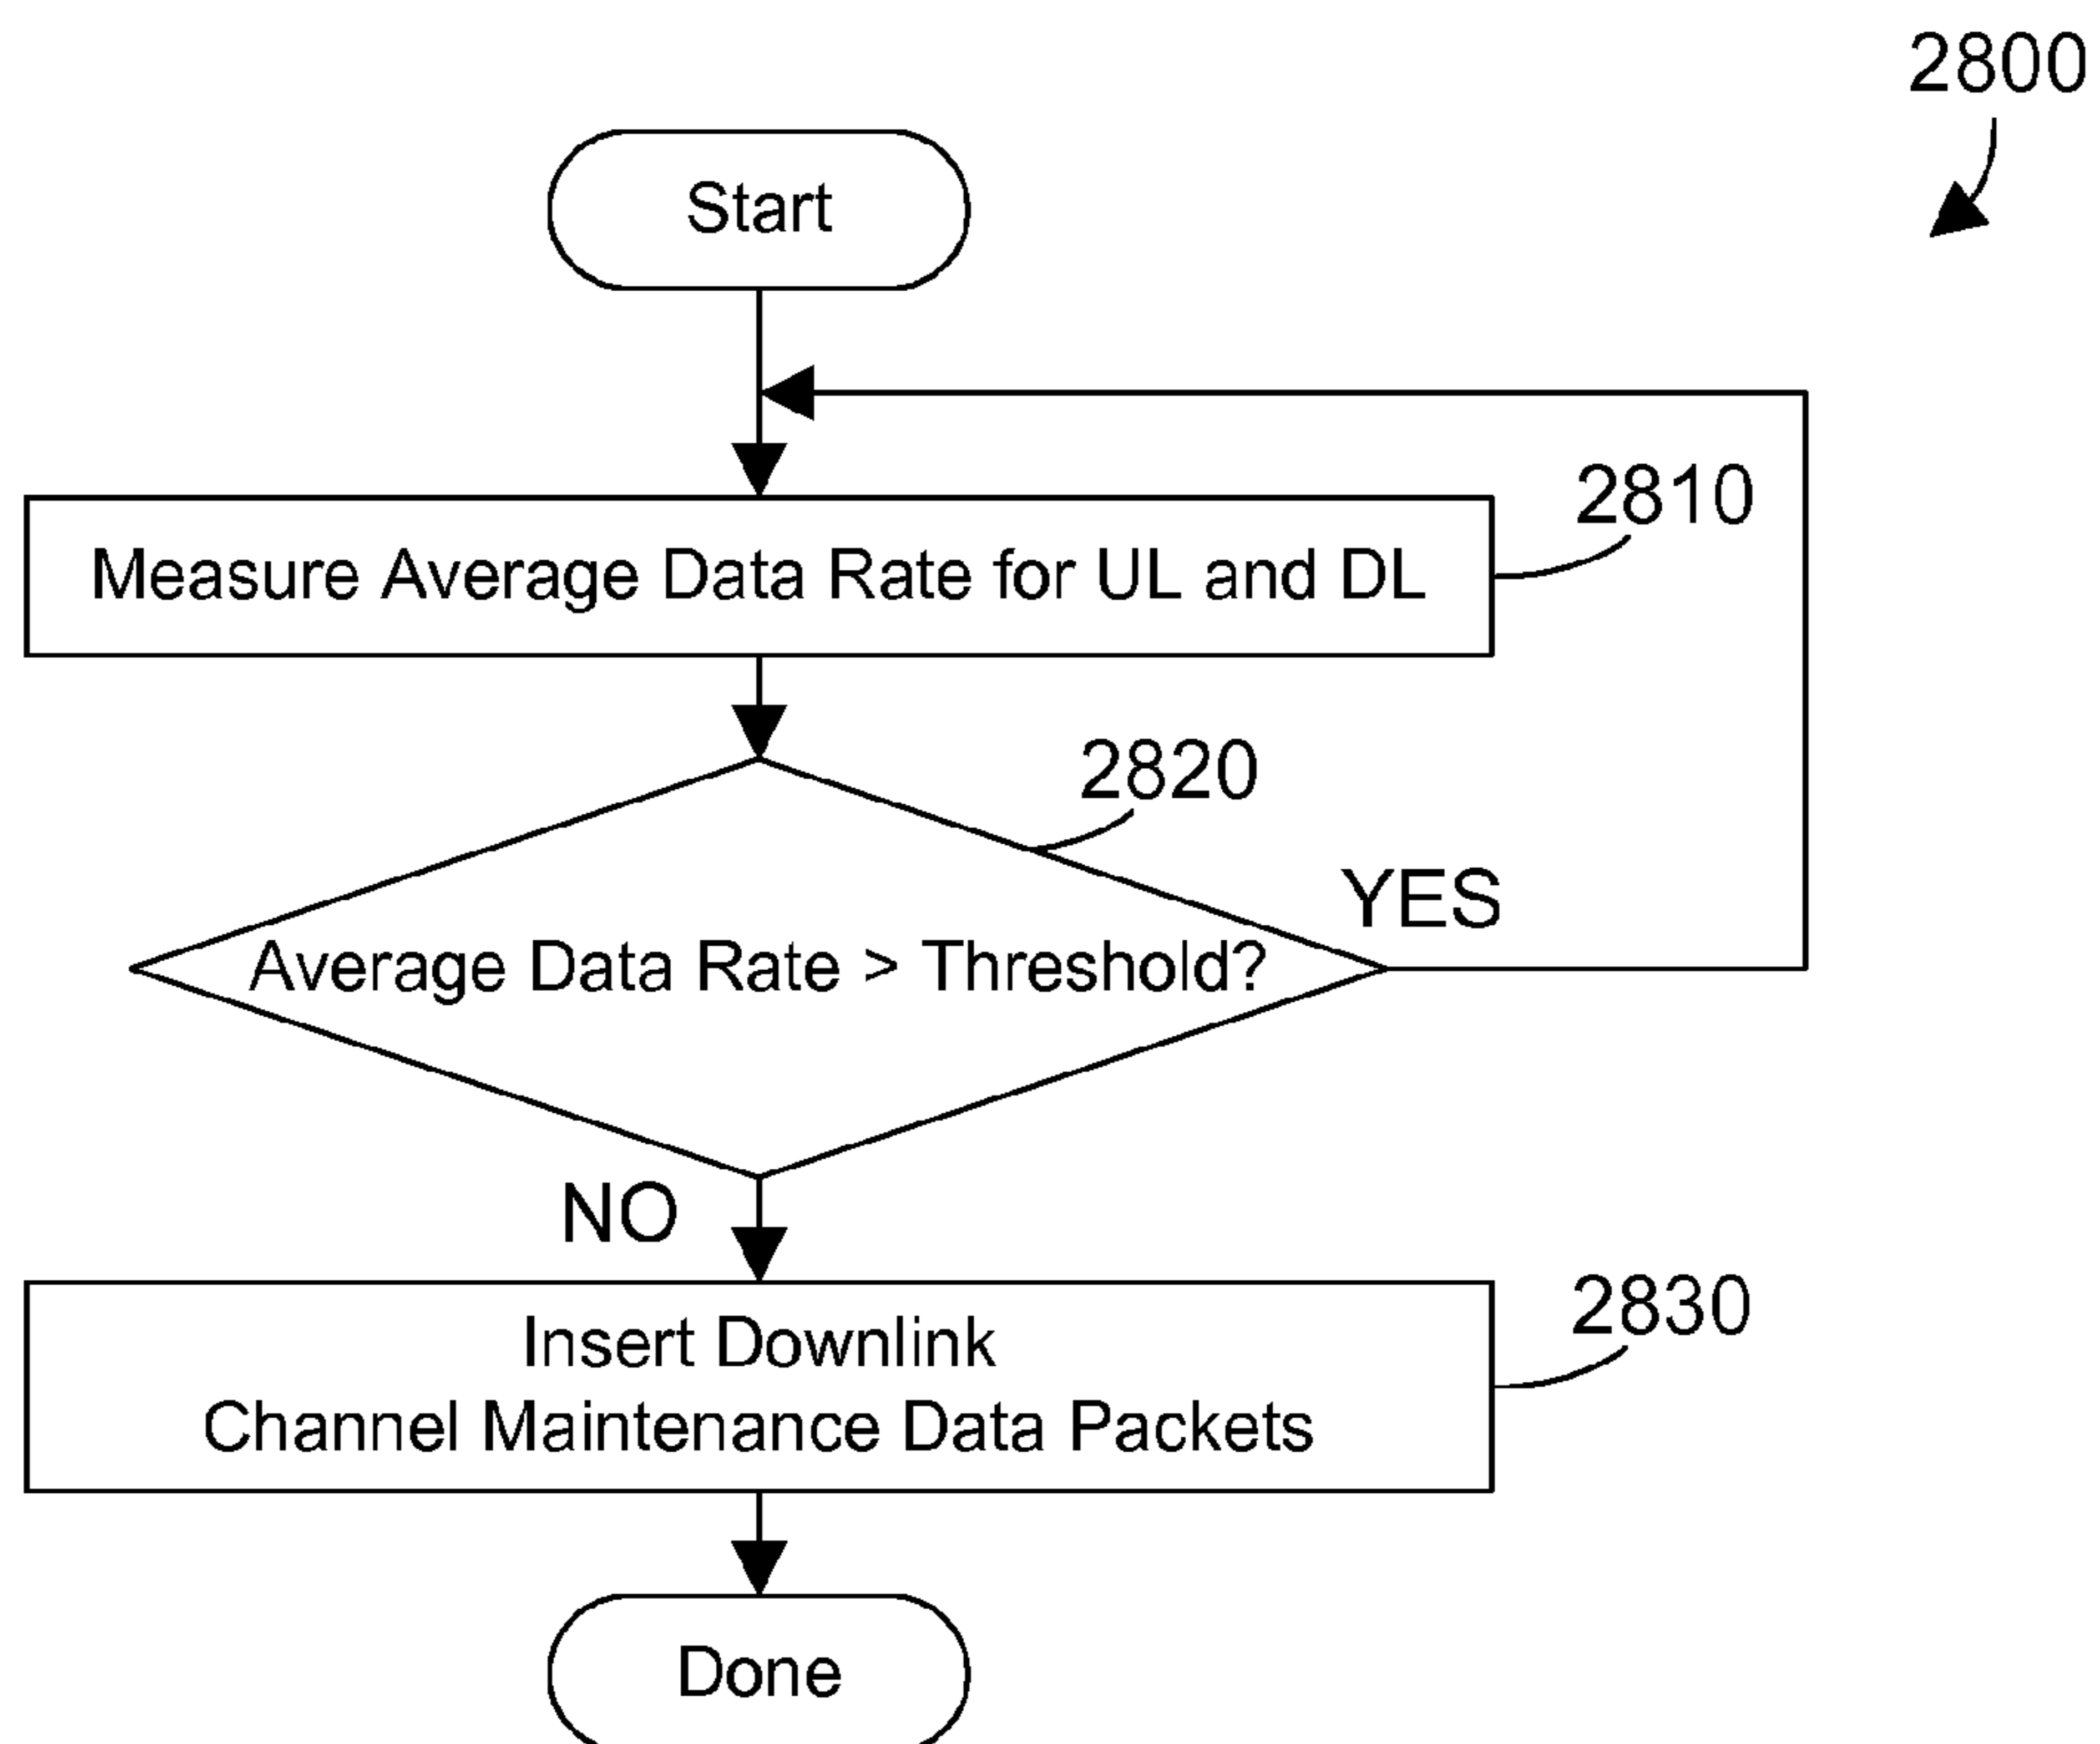 2800
Start
2810
Measure Average Data Rate for UL and DL
2820
YES
Average Data Rate > Threshold?
NO
2830
Insert Downlink
Channel Maintenance Data Packets
Done